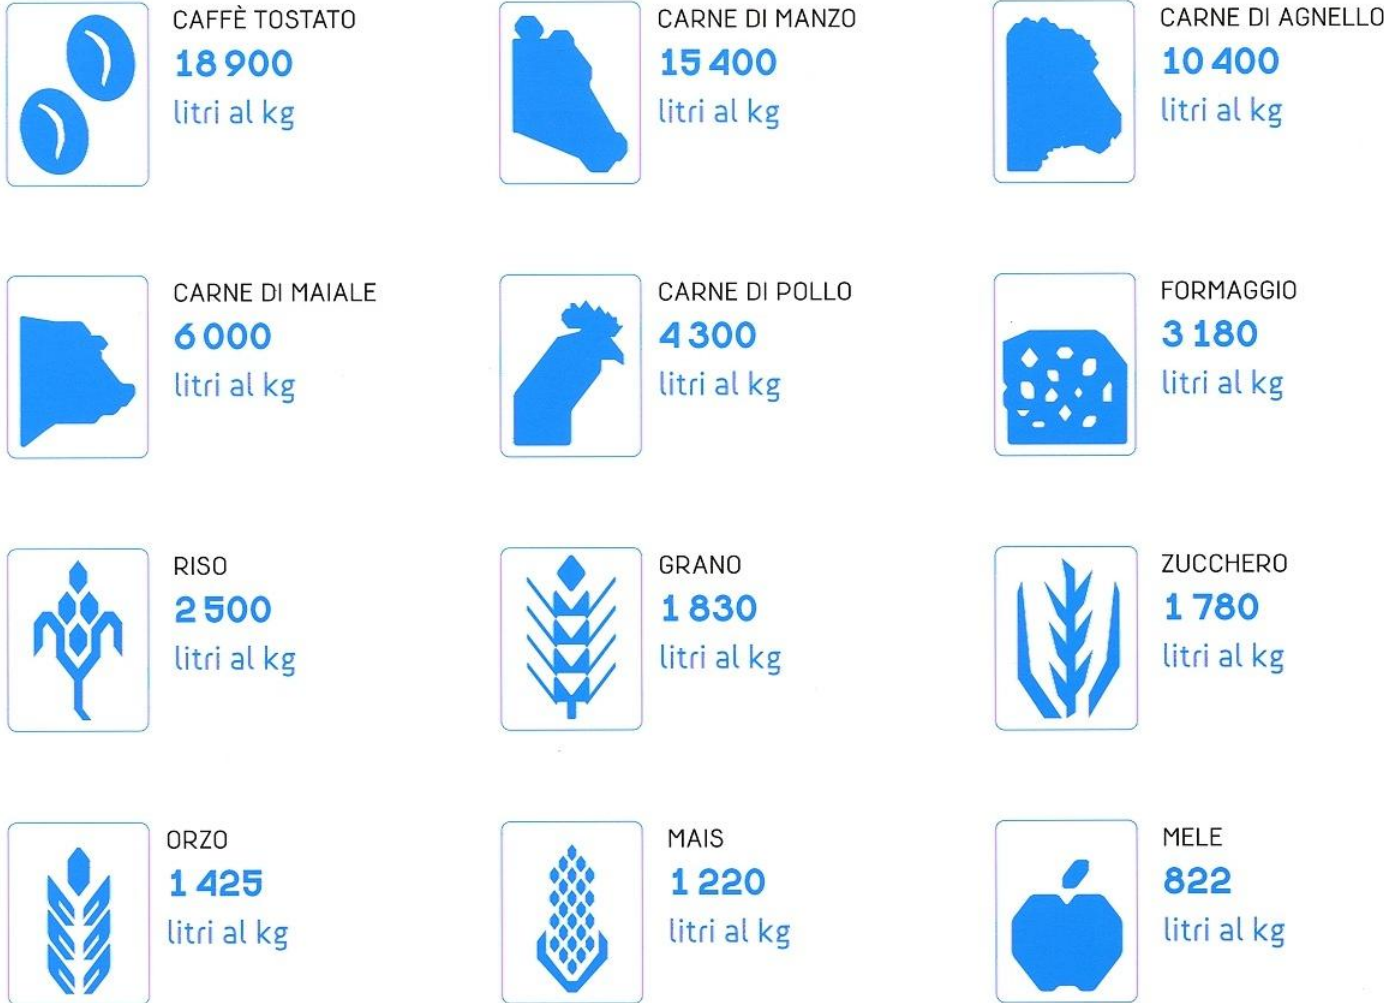 CAFFÈ TOSTATO
18 900
litri al kg
CARNE DI MANZO
15 400
litri al kg
CARNE DI AGNELLO
10 400
litri al kg
CARNE DI MAIALE
6 000
litri al kg
CARNE DI POLLO
4 300
litri al kg
FORMAGGIO
3 180
litri al kg
RISO
2 500
litri al kg
GRANO
1 830
litri al kg
ZUCCHERO
1 780
litri al kg
ORZO
1 425
litri al kg
MAIS
1 220
litri al kg
MELE
822
litri al kg